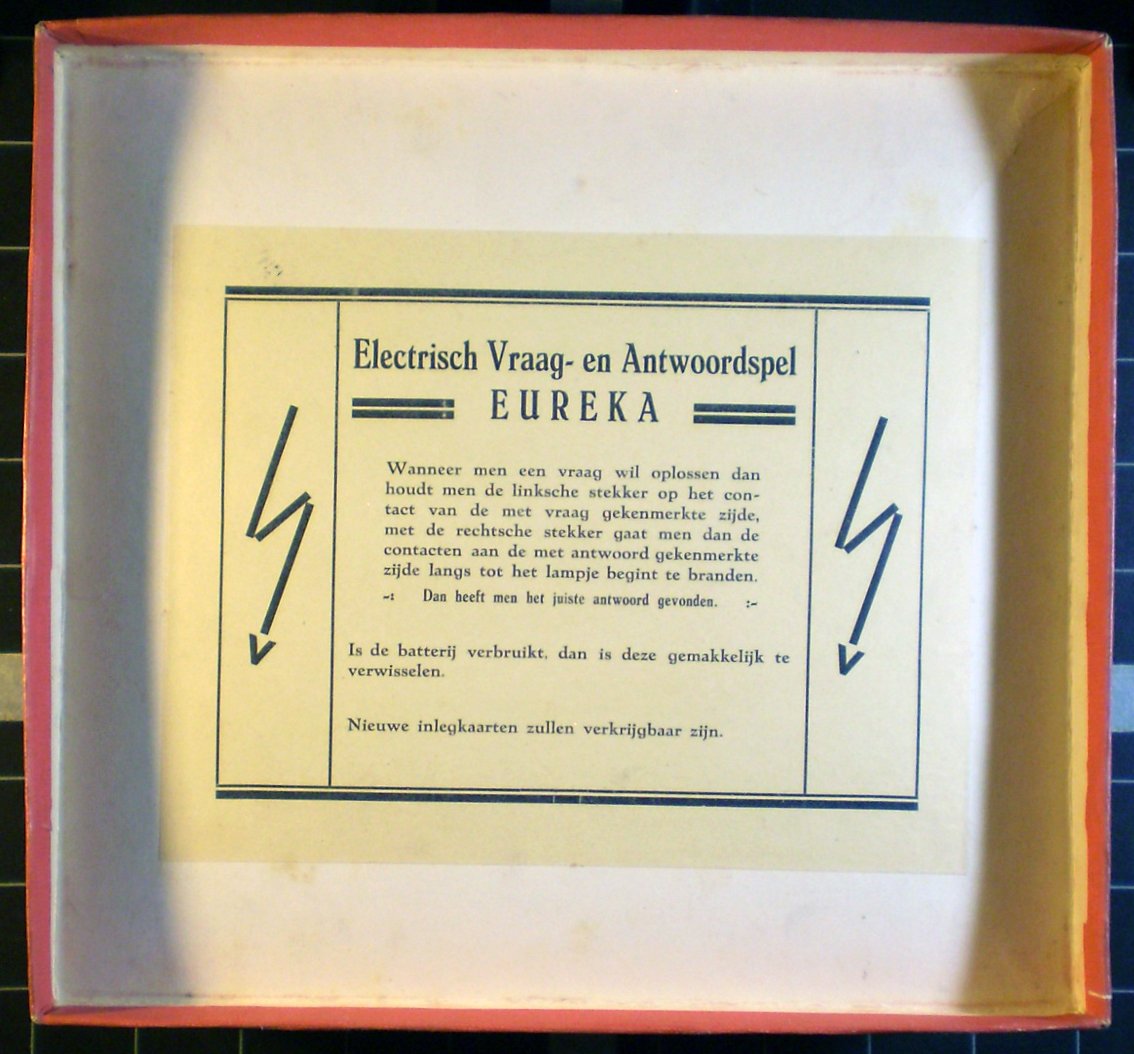 Electrisch Vraag- en Antwoordspel
EUREKA
Wanneer men een vraag wil oplossen dan
houdt men de linksche stekker op het con-
tact van de met vraag gekenmerkte zijde,
met de rechtsche stekker gaat men dan de
contacten aan de met antwoord gekenmerkte
zijde langs tot het lampje begint te branden.
-: Dan heeft men het juiste antwoord gevonden. :-
Is de batterij verbruikt, dan is deze gemakkelijk te
verwisselen.
Nieuwe inlegkaarten zullen verkrijgbaar zijn.